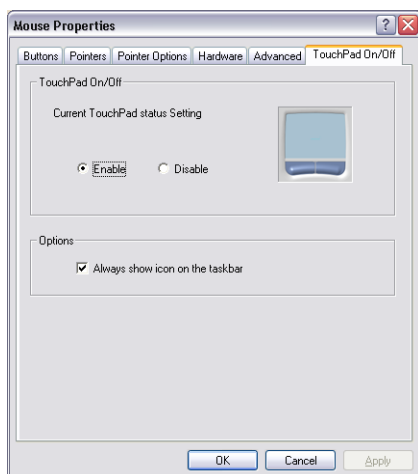 Mouse Properties
Buttons Pointers Pointer Options Hardware Advanced TouchPad On/Off
TouchPad On/Off
Current TouchPad status Setting
Enable Disable
Options
Always show icon on the taskbar
OK Cancel Apply